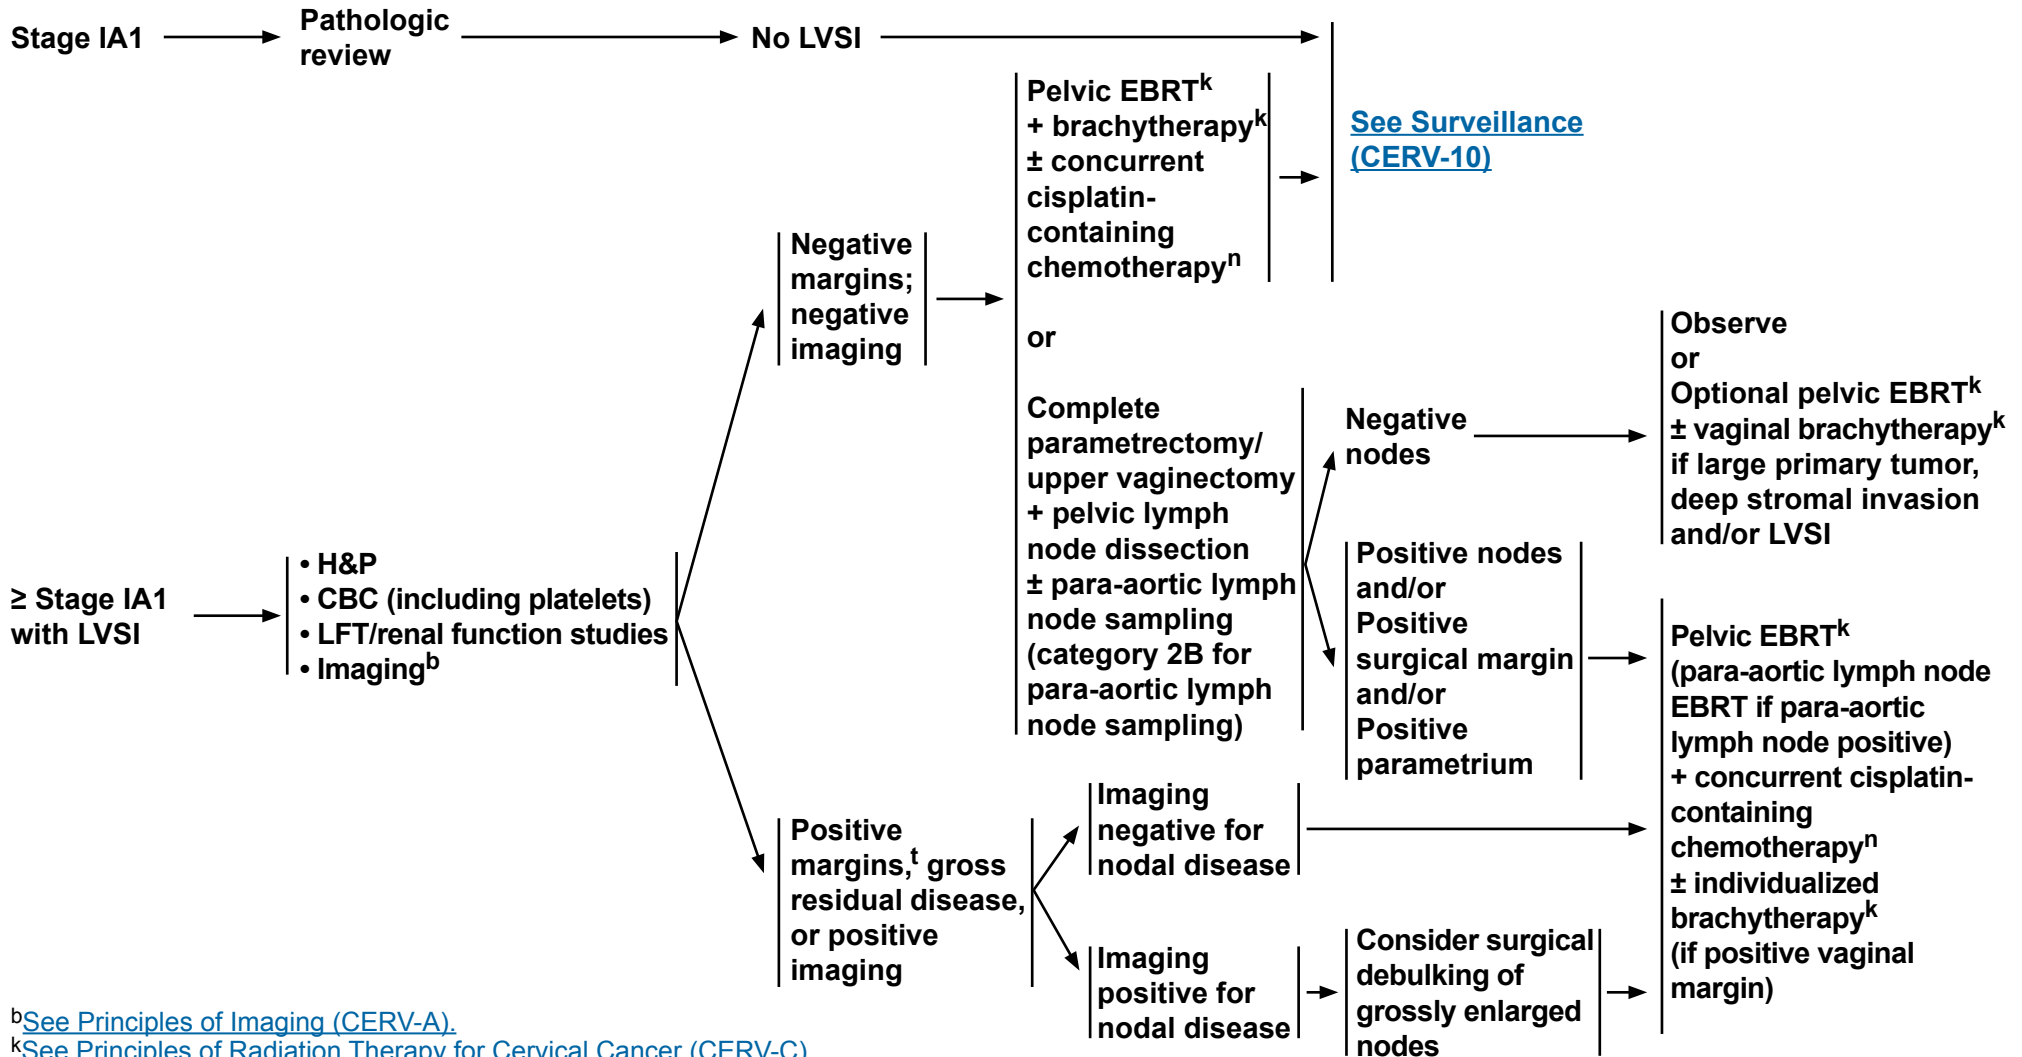 Stage IA1
Pathologic
review
No LVSI
Pelvic EBRTk
+ brachytherapyk
± concurrent
cisplatin-
containing
chemotherapyn
See Surveillance
(CERV-10)
Negative
margins;
negative
imaging
or
Complete
parametrectomy/
upper vaginectomy
+ pelvic lymph
node dissection
± para-aortic lymph
node sampling
(category 2B for
para-aortic lymph
node sampling)
Negative
nodes
Observe
or
Optional pelvic EBRTk
± vaginal brachytherapyk
if large primary tumor,
deep stromal invasion
and/or LVSI
≥ Stage IA1
with LVSI
• H&P
• CBC (including platelets)
• LFT/renal function studies
• Imagingb
Positive nodes
and/or
Positive
surgical margin
and/or
Positive
parametrium
Pelvic EBRTk
(para-aortic lymph node
EBRT if para-aortic
lymph node positive)
+ concurrent cisplatin-
containing
chemotherapyn
± individualized
brachytherapyk
(if positive vaginal
margin)
Positive
margins,t gross
residual disease,
or positive
imaging
Imaging
negative for
nodal disease
Imaging
positive for
nodal disease
Consider surgical
debulking of
grossly enlarged
nodes
bSee Principles of Imaging (CERV-A).
kSee Principles of Radiation Therapy for Cervical Cancer (CERV-C)